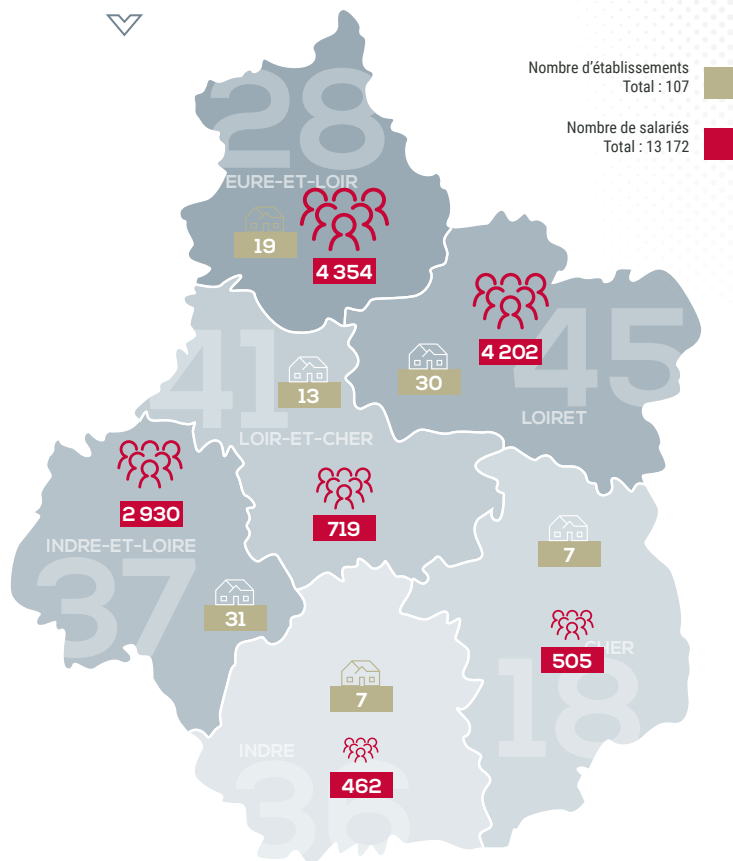 Nombre d'établissements
Total : 107
Nombre de salariés
Total : 13 172
28
EURE-ET-LOIR
19
4 354
45
4 202
30
LOIRET
41
13
LOIR-ET-CHER
719
2 930
INDRE-ET-LOIRE
37
31
7
CHER
505
18
7
INDRE
462
36